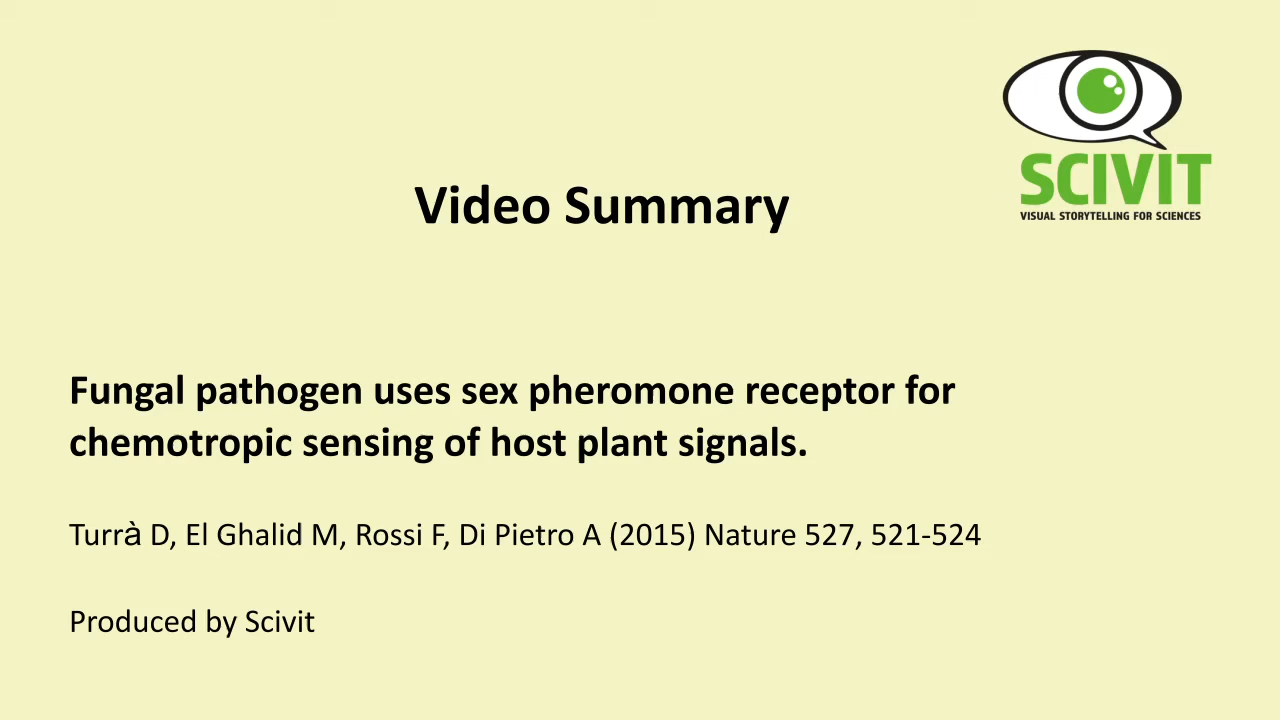 SCIVIT
VISUAL STORYTELLING FOR SCIENCES
Video Summary
Fungal pathogen uses sex pheromone receptor for
chemotropic sensing of host plant signals.
Turrà D, El Ghalid M, Rossi F, Di Pietro A (2015) Nature 527, 521-524
Produced by Scivit